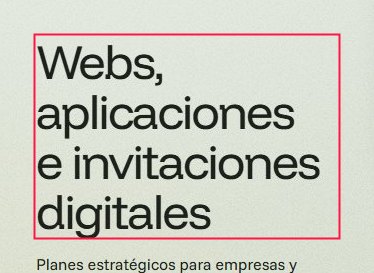 Webs,
aplicaciones
e invitaciones
digitales
Planes estratégicos para empresas y